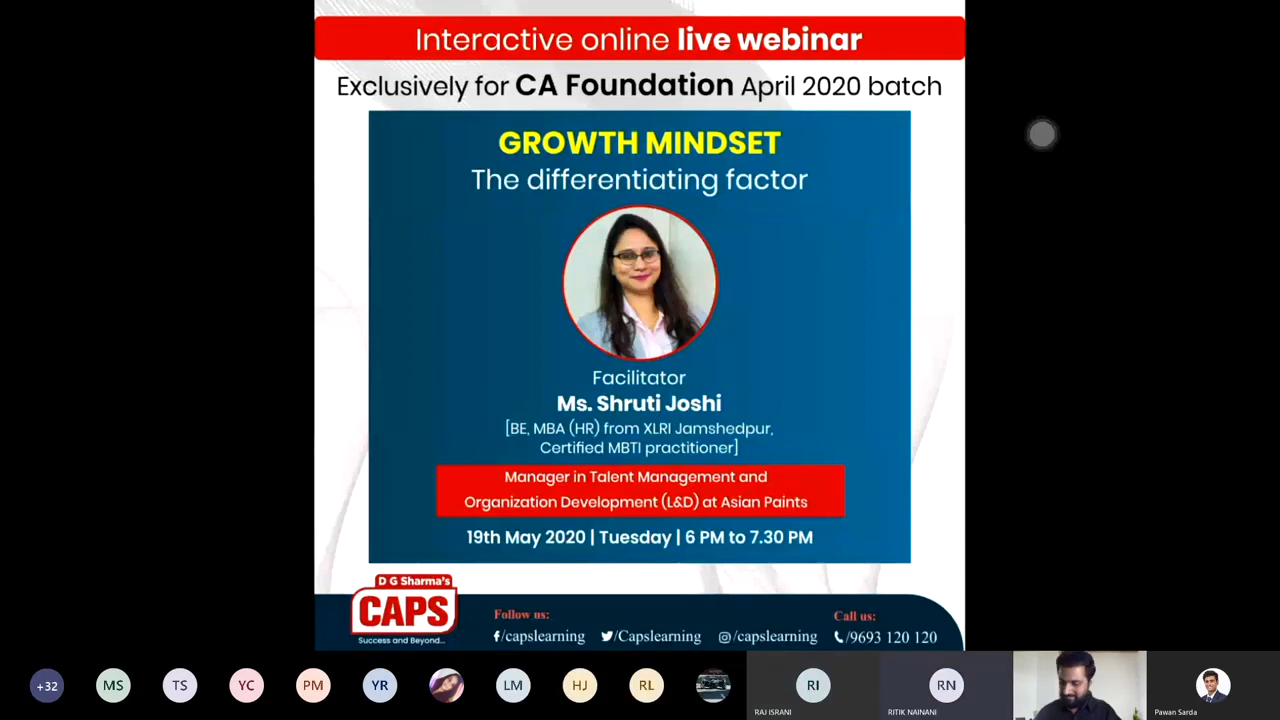 Interactive online live webinar
Exclusively for CA Foundation April 2020 batch
GROWTH MINDSET
The differentiating factor
Facilitator
Ms. Shruti Joshi
[BE, MBA (HR) from XLRI Jamshedpur,
Certified MBTI practitioner]
Manager in Talent Management and
Organization Development (L&D) at Asian Paints
19th May 2020 | Tuesday | 6 PM to 7.30 PM
D G Sharma's
CAPS
Success and Beyond...
Follow us:
/capslearning /Capslearning /capslearning
Call us:
/9693 120 120
+32 MS TS YC PM YR LM HJ RL RI RN
RAJ ISRANI RITIK NAINANI Pawan Sarda